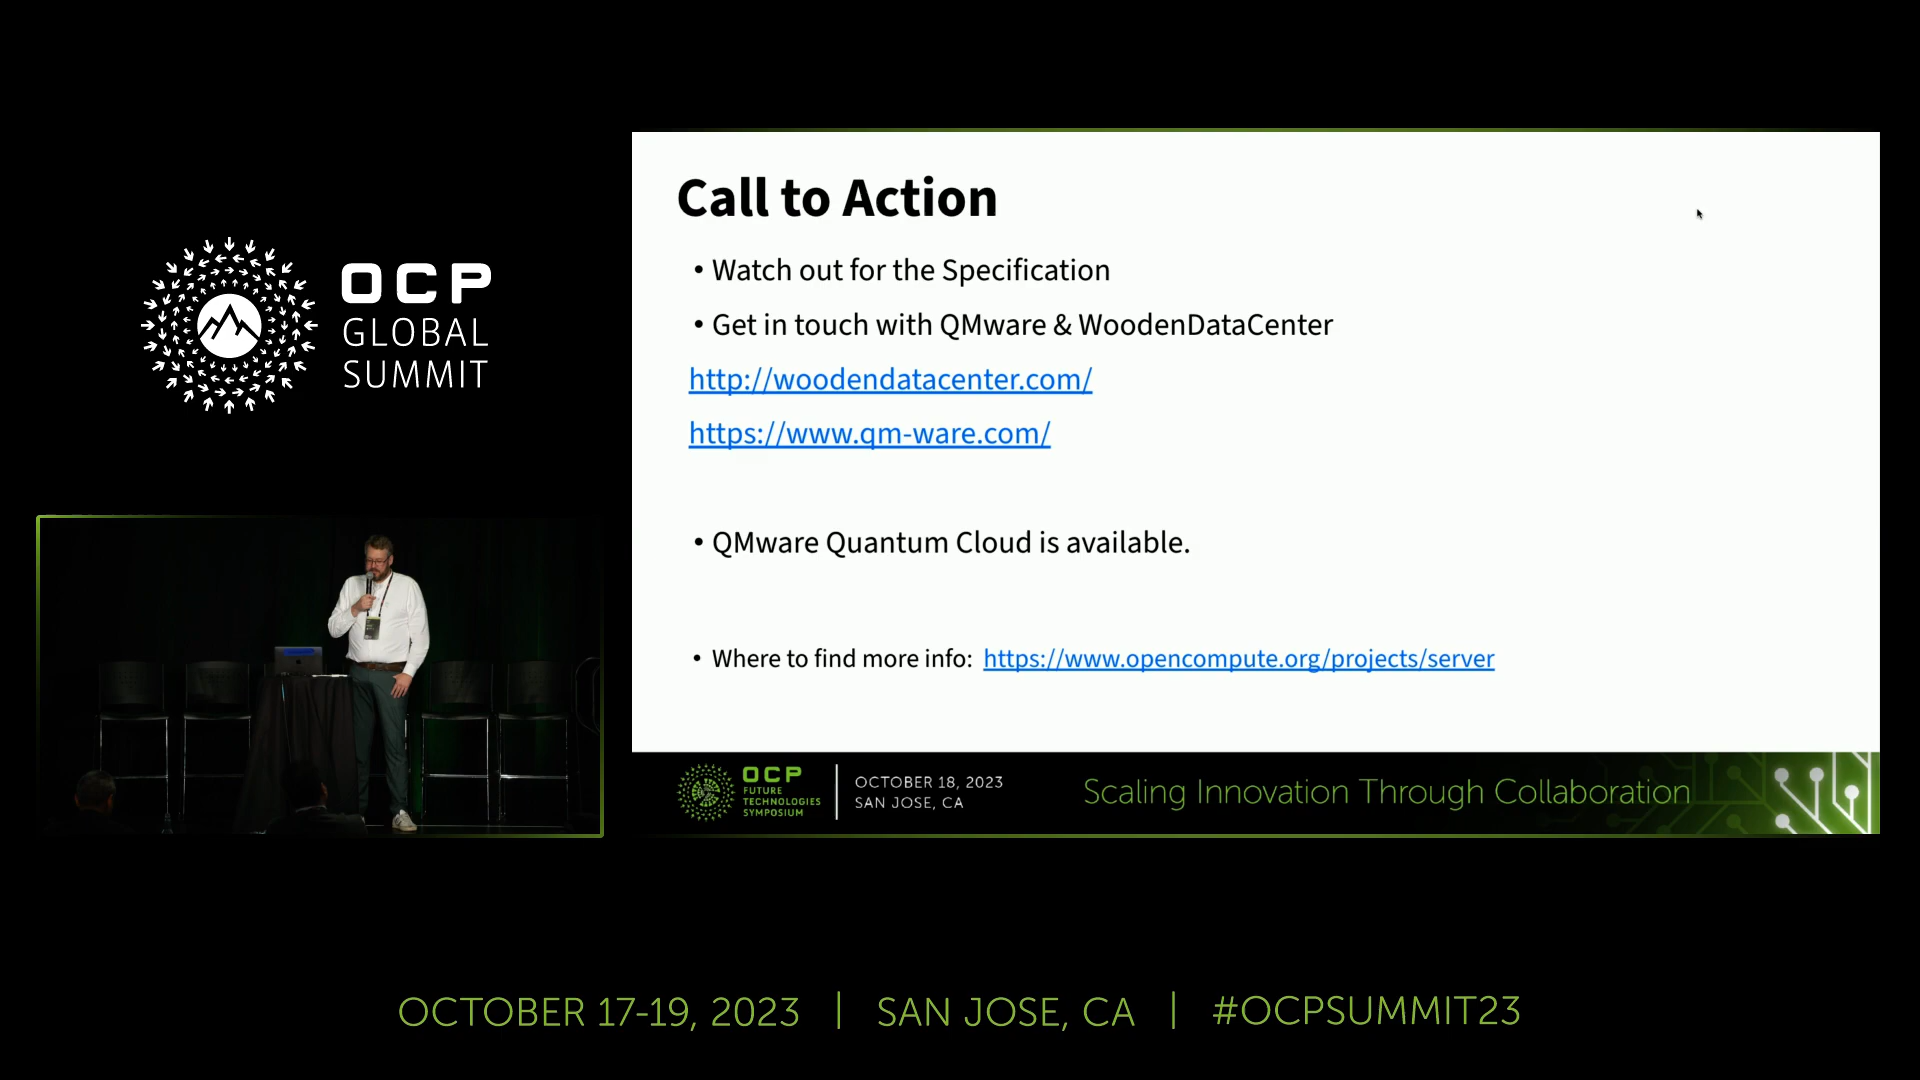 OCP
GLOBAL
SUMMIT
Call to Action
• Watch out for the Specification
• Get in touch with QMware & WoodenDataCenter
http://woodendatacenter.com/
https://www.qm-ware.com/
• QMware Quantum Cloud is available.
• Where to find more info: https://www.opencompute.org/projects/server
OCP
FUTURE
TECHNOLOGIES
SYMPOSIUM
OCTOBER 18, 2023
SAN JOSE, CA
Scaling Innovation Through Collaboration
OCTOBER 17-19, 2023 | SAN JOSE, CA | #OCPSUMMIT23